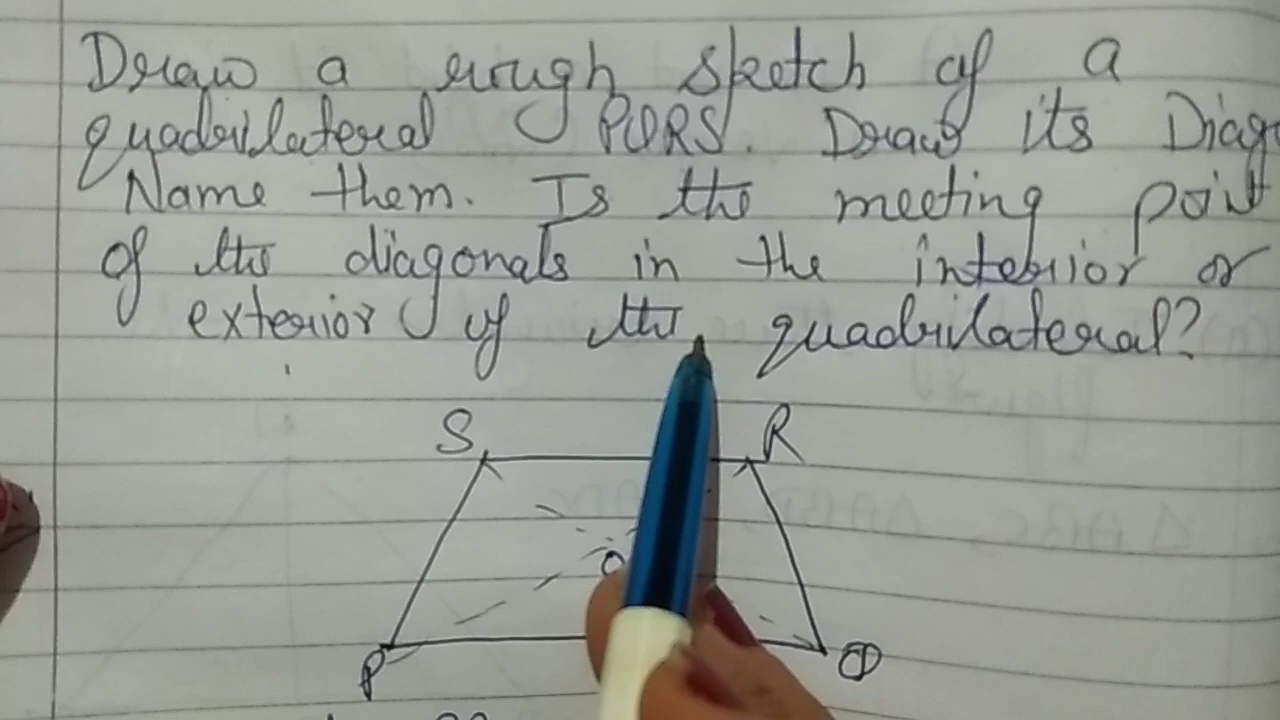 Draw a rough sketch of a
quadrilateral PQRS. Draw its Diag
Name them. Is the meeting point
of the diagonals in the interior or
exterior of the quadrilateral?
S R
O
P Q